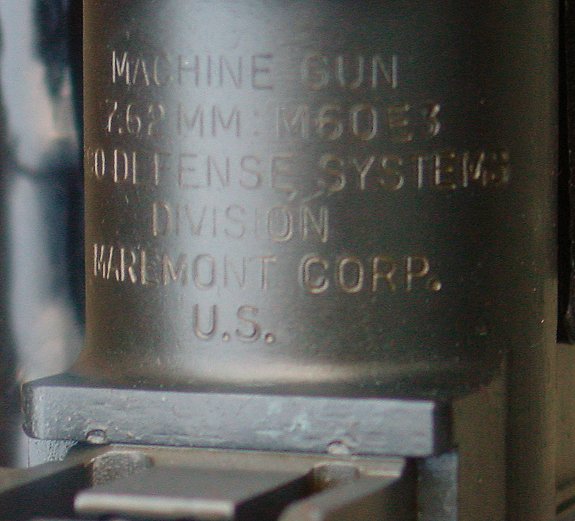 MACHINE GUN
7.62MM: M60E3
DEFENSE SYSTEMS
DIVISION
MAREMONT CORP.
U.S.